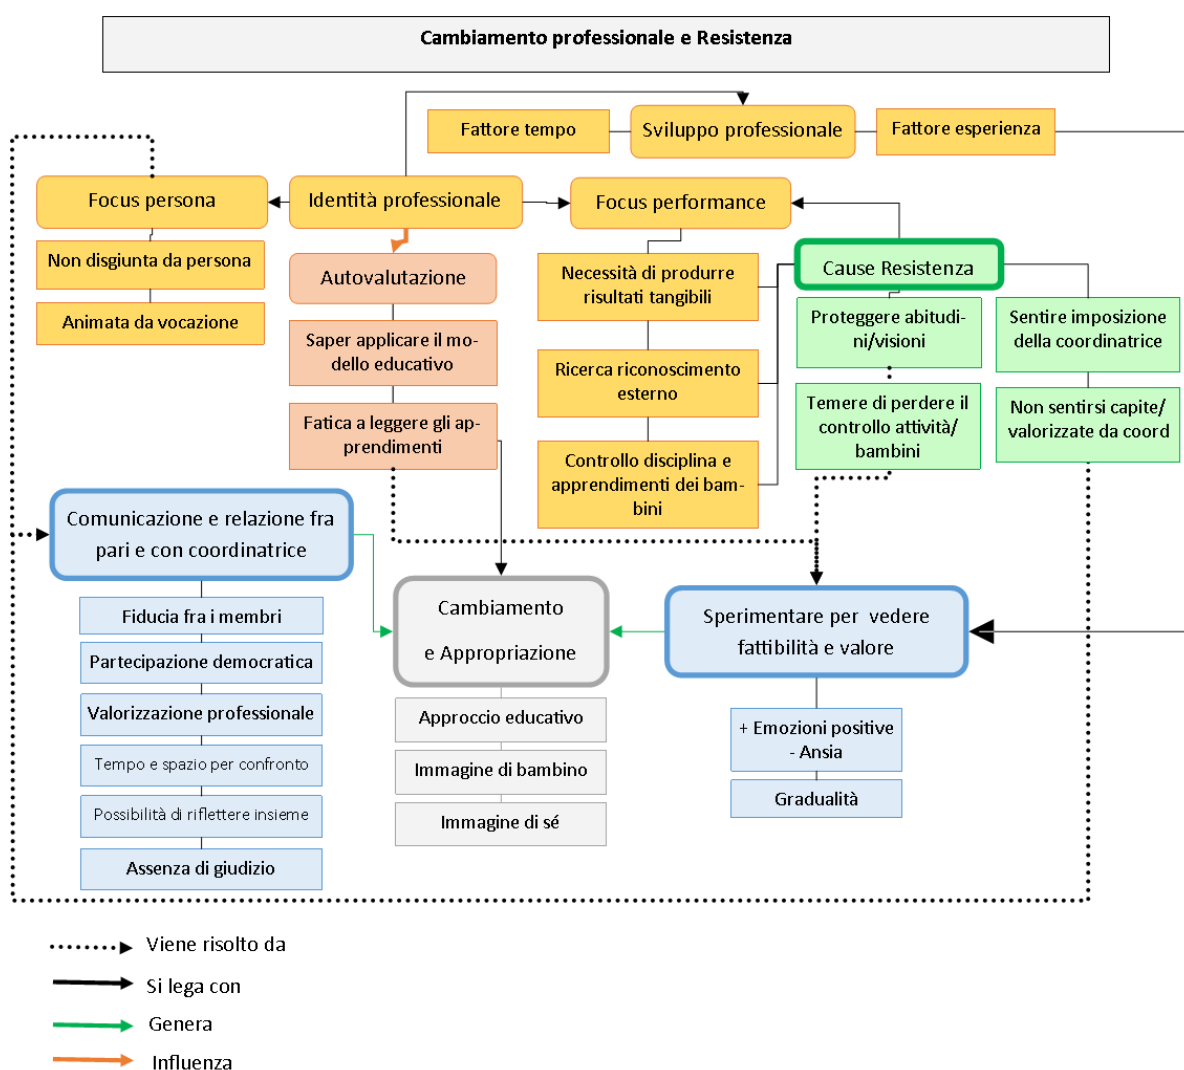 Cambiamento professionale e Resistenza
Fattore tempo
Sviluppo professionale
Fattore esperienza
Focus persona
Identità professionale
Focus performance
Non disgiunta da persona
Animata da vocazione
Autovalutazione
Saper applicare il mo-
dello educativo
Fatica a leggere gli ap-
prendimenti
Necessità di produrre
risultati tangibili
Ricerca riconoscimento
esterno
Controllo disciplina e
apprendimenti dei bam-
bini
Cause Resistenza
Proteggere abitudi-
ni/visioni
Temere di perdere il
controllo attività/
bambini
Sentire imposizione
della coordinatrice
Non sentirsi capite/
valorizzate da coord
Comunicazione e relazione fra
pari e con coordinatrice
Fiducia fra i membri
Partecipazione democratica
Valorizzazione professionale
Tempo e spazio per confronto
Possibilità di riflettere insieme
Assenza di giudizio
Cambiamento
e Appropriazione
Approccio educativo
Immagine di bambino
Immagine di sé
Sperimentare per vedere
fattibilità e valore
+ Emozioni positive
- Ansia
Gradualità
Viene risolto da
Si lega con
Genera
Influenza